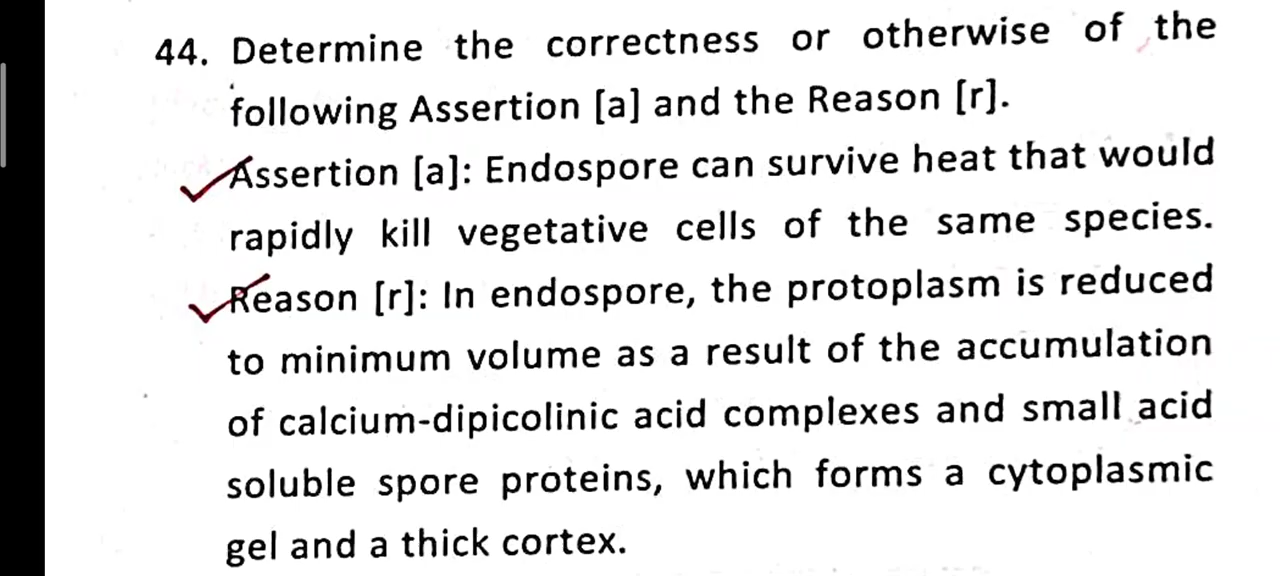 44. Determine the correctness or otherwise of the
following Assertion [a] and the Reason [r].
Assertion [a]: Endospore can survive heat that would
rapidly kill vegetative cells of the same species.
Reason [r]: In endospore, the protoplasm is reduced
to minimum volume as a result of the accumulation
of calcium-dipicolinic acid complexes and small acid
soluble spore proteins, which forms a cytoplasmic
gel and a thick cortex.